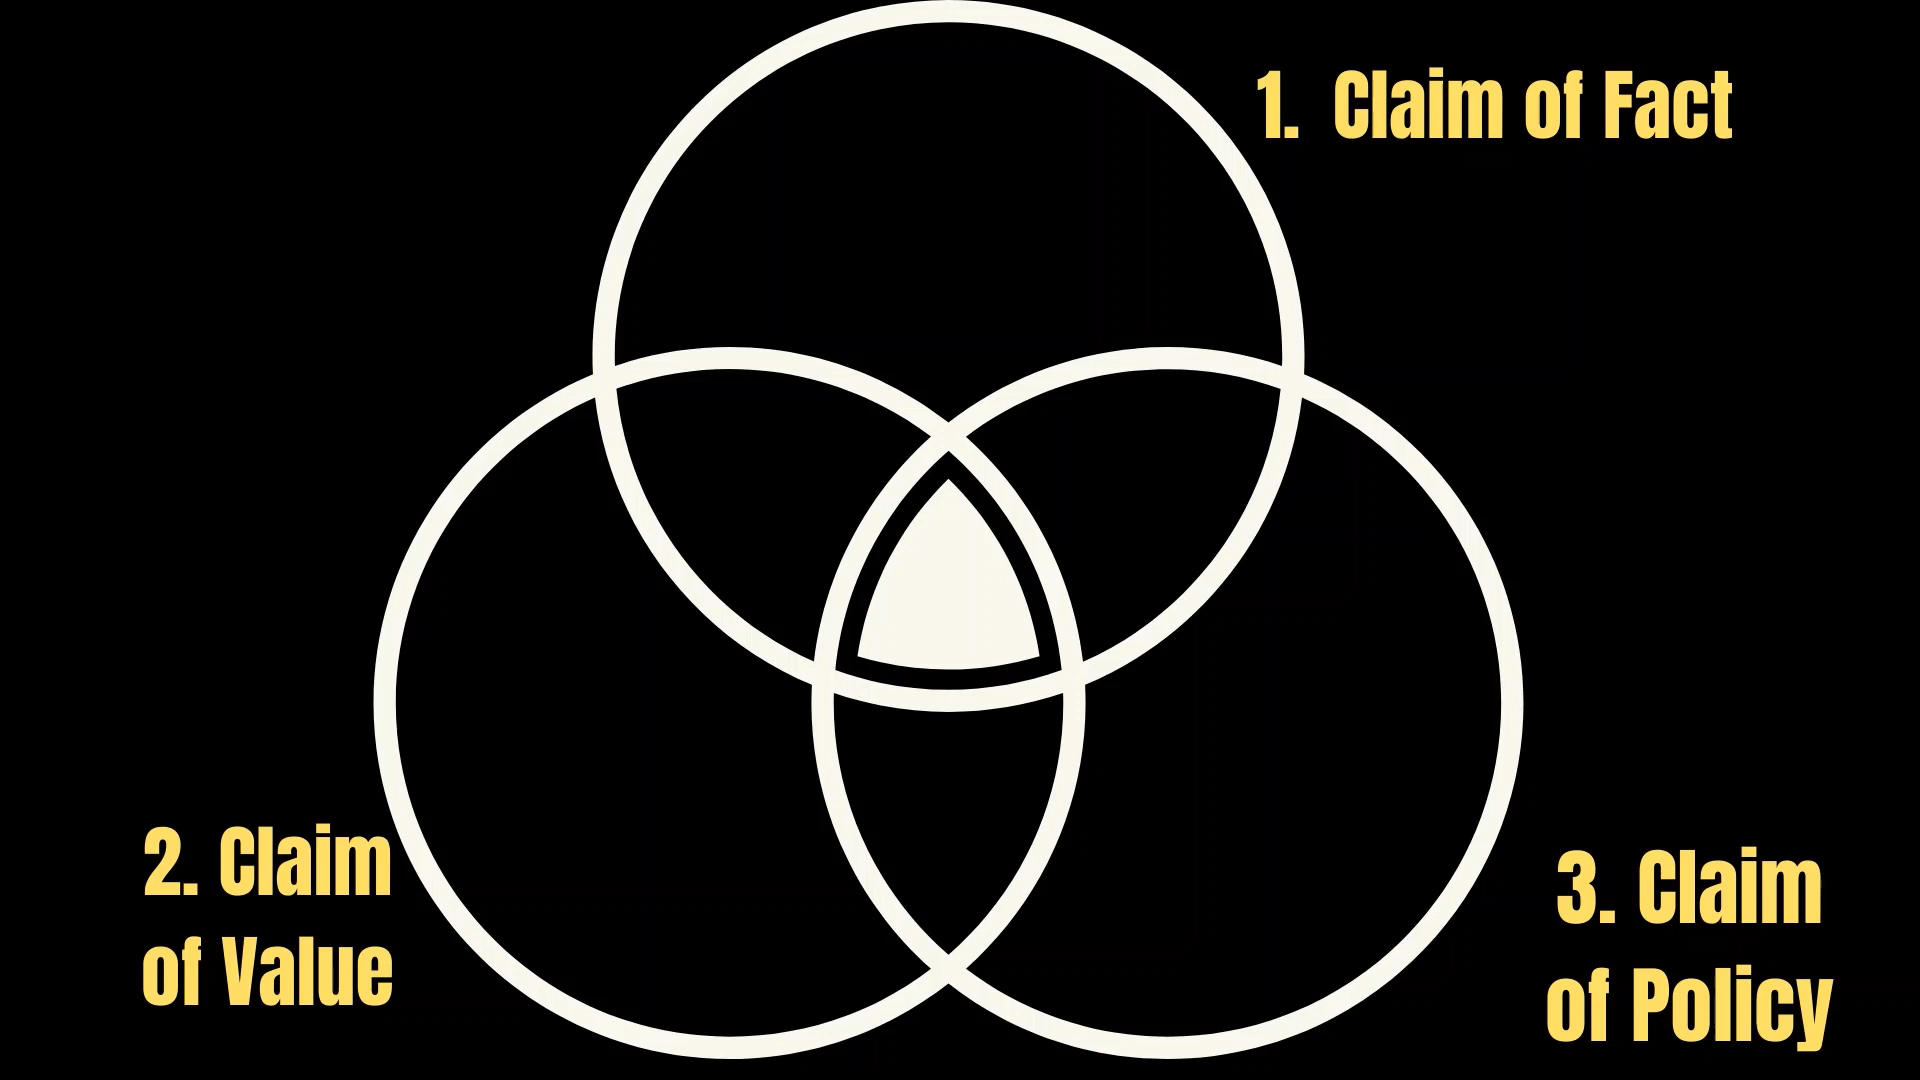 1. Claim of Fact
2. Claim
of Value
3. Claim
of Policy